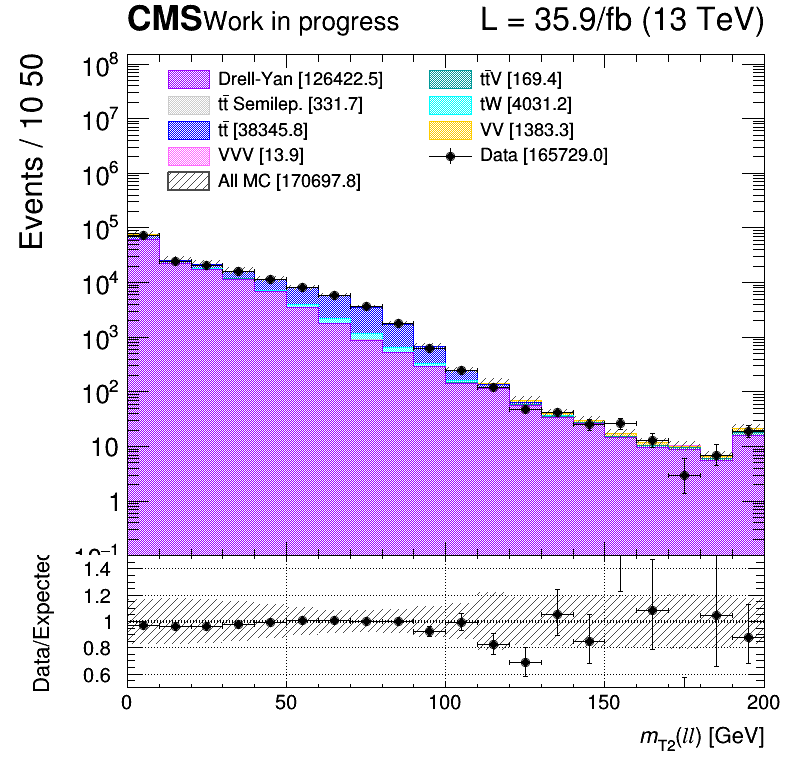 CMS Work in progress L = 35.9/fb (13 TeV)
Events / 10 50
Drell-Yan [126422.5]
tt̄ Semilep. [331.7]
tt̄ [38345.8]
VVV [13.9]
All MC [170697.8]
tt̄V [169.4]
tW [4031.2]
VV [1383.3]
Data [165729.0]
10⁸
10⁷
10⁶
10⁵
10⁴
10³
10²
10
1
10⁻¹
Data/Expected
1.4
1.2
1
0.8
0.6
0 50 100 150 200
m_T2(ll) [GeV]